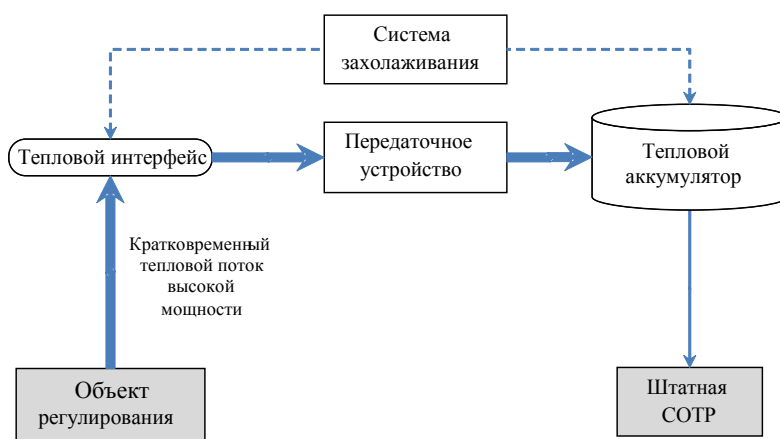 Система
захолаживания
Тепловой интерфейс
Передаточное
устройство
Тепловой
аккумулятор
Кратковременный
тепловой поток
высокой
мощности
Объект
регулирования
Штатная
СОТР